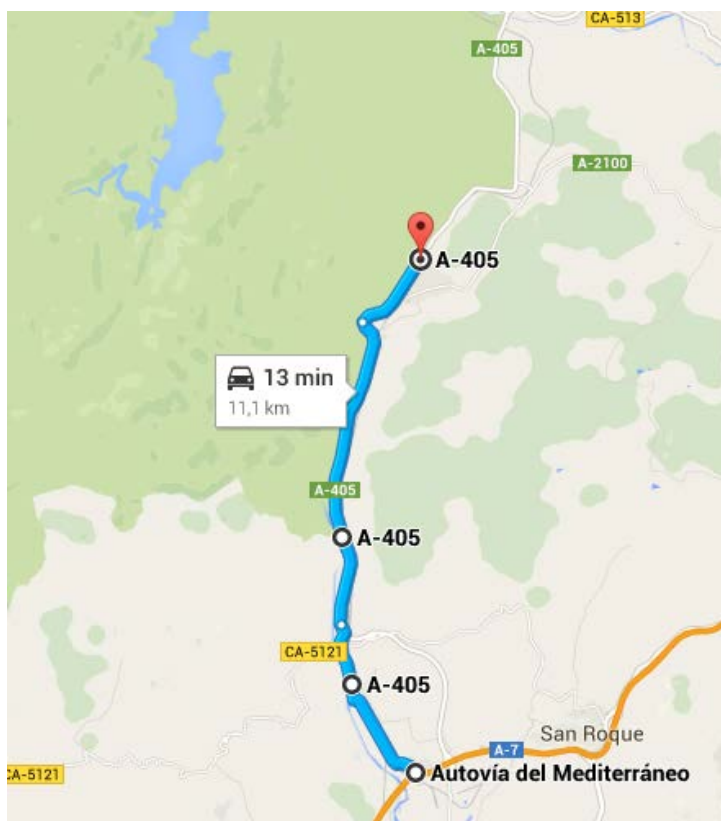 CA-513
A-405
A-2100
A-405
13 min
11,1 km
A-405
A-405
CA-5121
A-405
San Roque
A-7
Autovía del Mediterráneo
CA-5121